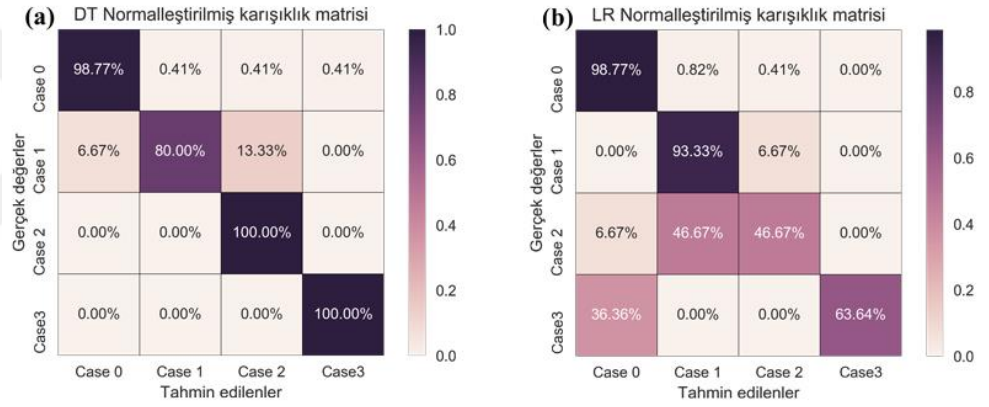 (a) DT Normalleştirilmiş karışıklık matrisi
1.0
0.8
0.6
0.4
0.2
0.0
Gerçek değerler
Case 0
98.77% 0.41% 0.41% 0.41%
Case 1
6.67% 80.00% 13.33% 0.00%
Case 2
0.00% 0.00% 100.00% 0.00%
Case3
0.00% 0.00% 0.00% 100.00%
Case 0 Case 1 Case 2 Case3
Tahmin edilenler
(b) LR Normalleştirilmiş karışıklık matrisi
0.8
0.6
0.4
0.2
0.0
Gerçek değerler
Case 0
98.77% 0.82% 0.41% 0.00%
Case 1
0.00% 93.33% 6.67% 0.00%
Case 2
6.67% 46.67% 46.67% 0.00%
Case3
36.36% 0.00% 0.00% 63.64%
Case 0 Case 1 Case 2 Case3
Tahmin edilenler